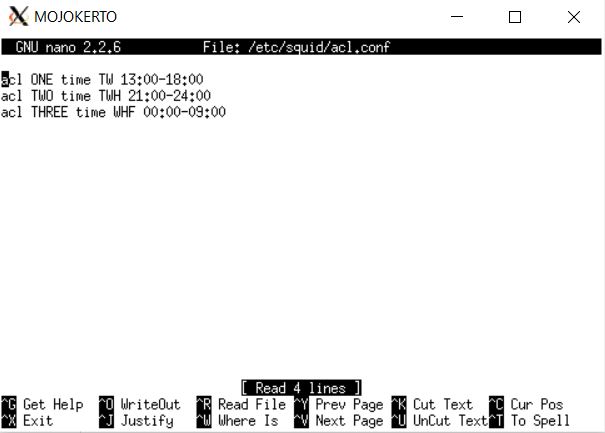 MOJOKERTO
GNU nano 2.2.6 File: /etc/squid/acl.conf
acl ONE time TW 13:00-18:00
acl TWO time TWH 21:00-24:00
acl THREE time WHF 00:00-09:00
[ Read 4 lines ]
^G Get Help ^O WriteOut ^R Read File ^Y Prev Page ^K Cut Text ^C Cur Pos
^X Exit ^J Justify ^W Where Is ^V Next Page ^U UnCut Text ^T To Spell